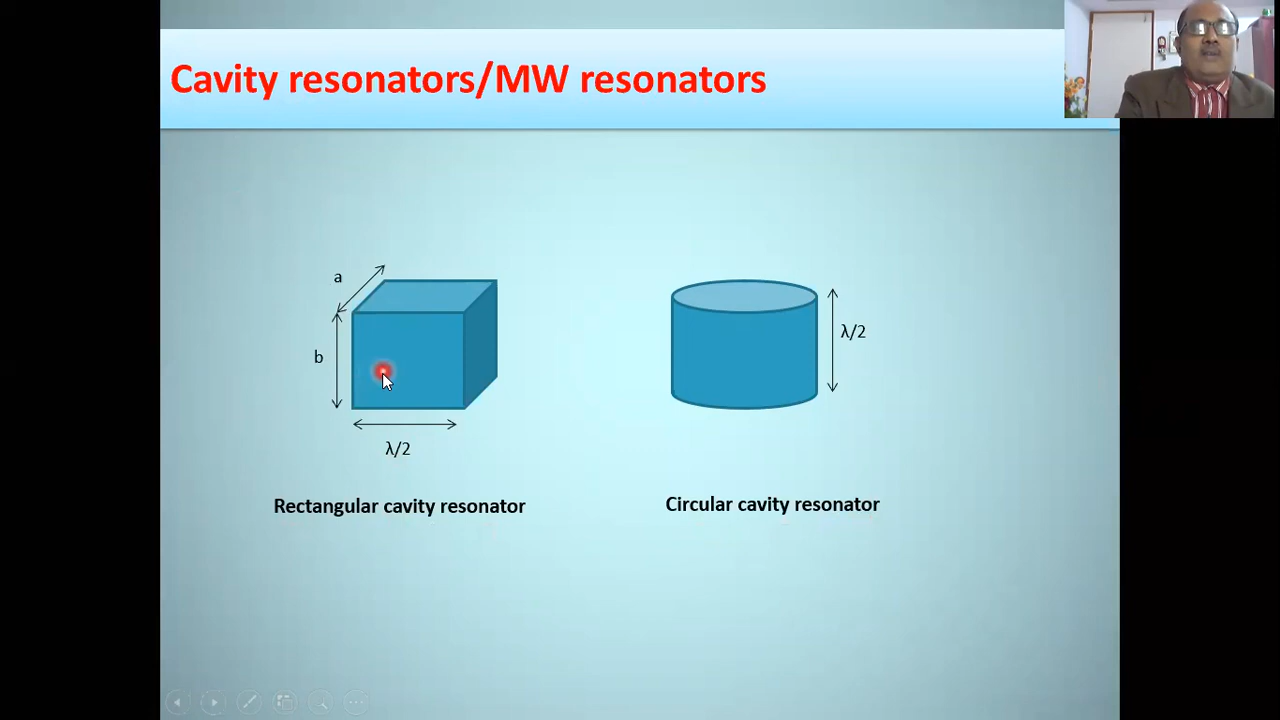 Cavity resonators/MW resonators
a
b
λ/2
λ/2
Rectangular cavity resonator
Circular cavity resonator